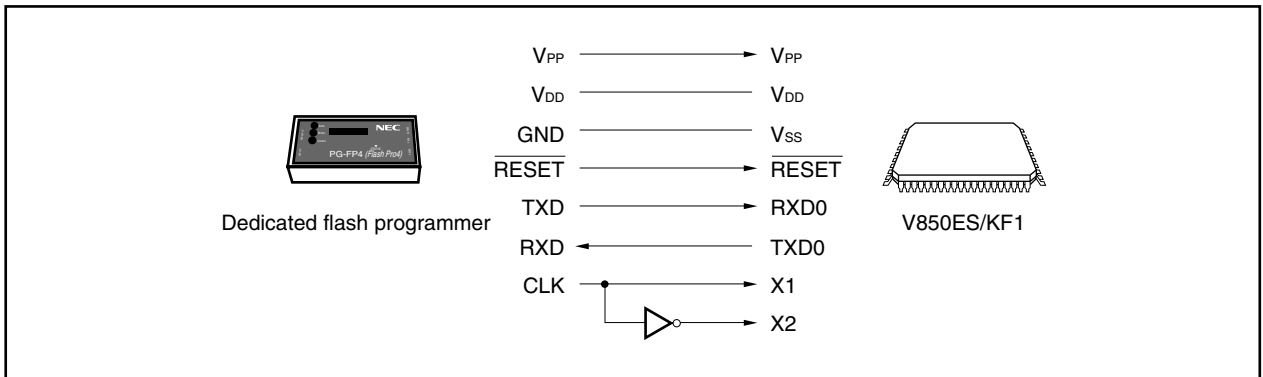 VPP VPP
VDD VDD
GND VSS
RESET RESET
TXD RXD0
RXD TXD0
CLK X1
X2
NEC
PG-FP4 (Flash Pro4)
Dedicated flash programmer
V850ES/KF1